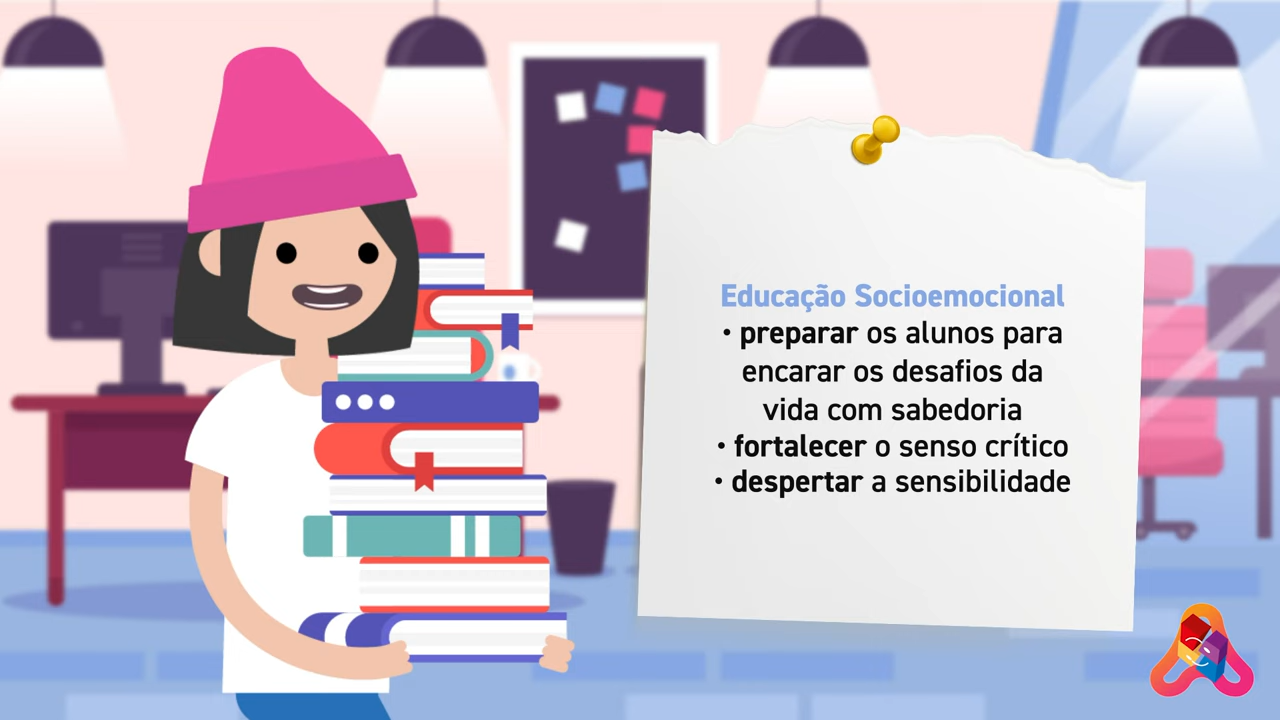 Educação Socioemocional
• preparar os alunos para
encarar os desafios da
vida com sabedoria
• fortalecer o senso crítico
• despertar a sensibilidade